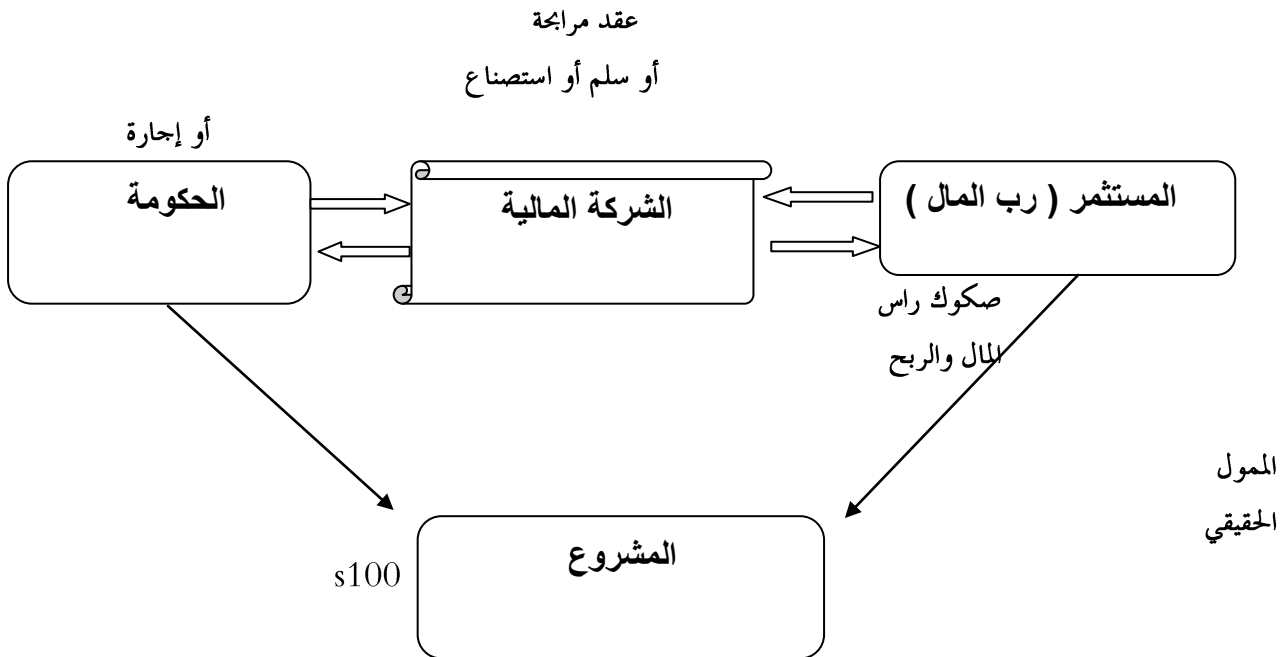 عقد مرابحة
أو سلم أو استصناع
أو إجارة
المستثمر ( رب المال )
الشركة المالية
الحكومة
صكوك راس
المال والربح
الممول
الحقيقي
المشروع
s100